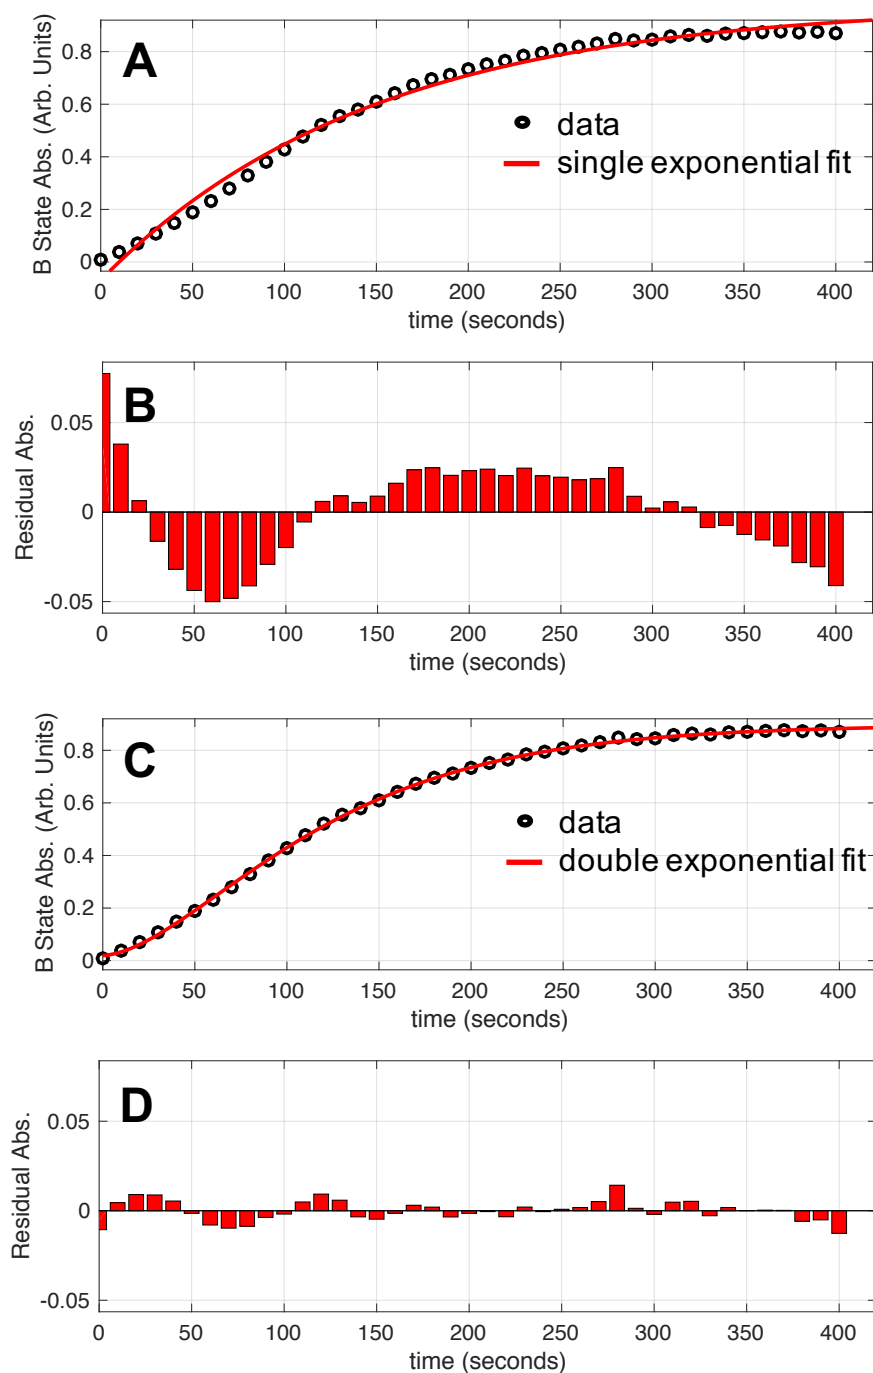 A
B State Abs. (Arb. Units)
0.8
0.6
0.4
0.2
0
data
single exponential fit
0 50 100 150 200 250 300 350 400
time (seconds)
B
Residual Abs.
0.05
0
-0.05
0 50 100 150 200 250 300 350 400
time (seconds)
C
B State Abs. (Arb. Units)
0.8
0.6
0.4
0.2
0
data
double exponential fit
0 50 100 150 200 250 300 350 400
time (seconds)
D
Residual Abs.
0.05
0
-0.05
0 50 100 150 200 250 300 350 400
time (seconds)